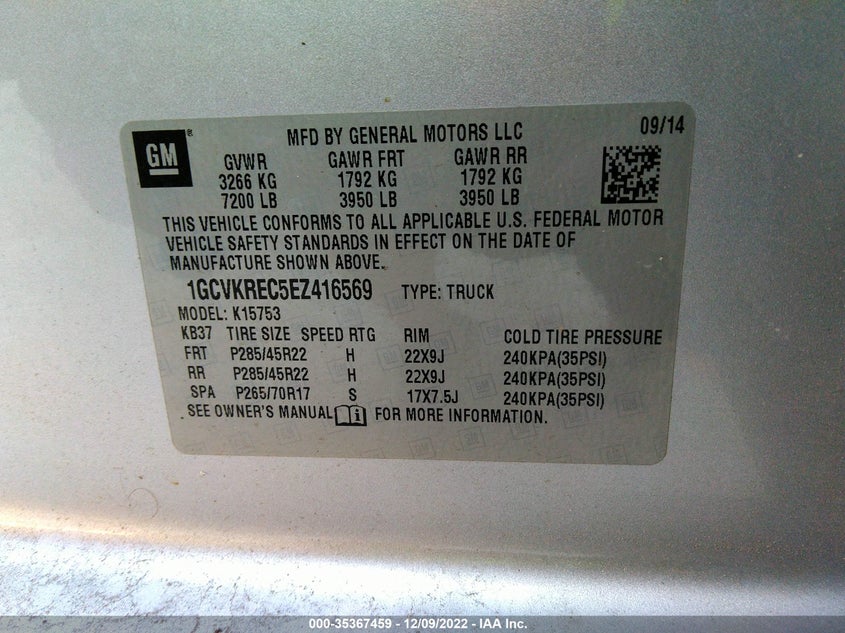 GM ® MFD BY GENERAL MOTORS LLC 09/14
GVWR GAWR FRT GAWR RR
3266 KG 1792 KG 1792 KG
7200 LB 3950 LB 3950 LB
THIS VEHICLE CONFORMS TO ALL APPLICABLE U.S. FEDERAL MOTOR
VEHICLE SAFETY STANDARDS IN EFFECT ON THE DATE OF
MANUFACTURE SHOWN ABOVE.
1GCVKREC5EZ416569 TYPE: TRUCK
MODEL: K15753
KB37 TIRE SIZE SPEED RTG RIM COLD TIRE PRESSURE
FRT P285/45R22 H 22X9J 240KPA(35PSI)
RR P285/45R22 H 22X9J 240KPA(35PSI)
SPA P265/70R17 S 17X7.5J 240KPA(35PSI)
SEE OWNER'S MANUAL i FOR MORE INFORMATION.
000-35367459 - 12/09/2022 - IAA Inc.